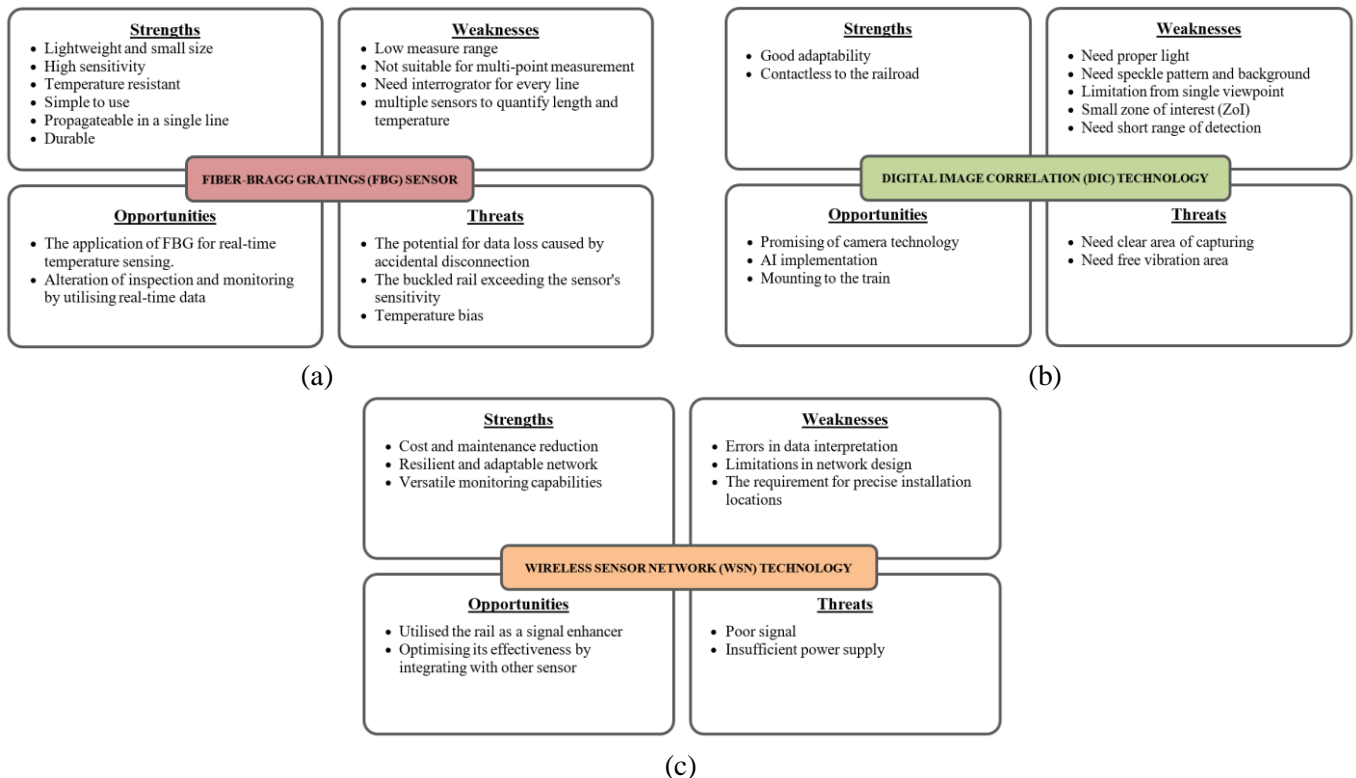 Strengths
• Lightweight and small size
• High sensitivity
• Temperature resistant
• Simple to use
• Propagateable in a single line
• Durable
Weaknesses
• Low measure range
• Not suitable for multi-point measurement
• Need interrogator for every line
• multiple sensors to quantify length and
temperature
FIBER-BRAGG GRATINGS (FBG) SENSOR
Opportunities
• The application of FBG for real-time
temperature sensing.
• Alteration of inspection and monitoring
by utilising real-time data
Threats
• The potential for data loss caused by
accidental disconnection
• The buckled rail exceeding the sensor's
sensitivity
• Temperature bias
(a)
Strengths
• Good adaptability
• Contactless to the railroad
Weaknesses
• Need proper light
• Need speckle pattern and background
• Limitation from single viewpoint
• Small zone of interest (ZoI)
• Need short range of detection
DIGITAL IMAGE CORRELATION (DIC) TECHNOLOGY
Opportunities
• Promising of camera technology
• AI implementation
• Mounting to the train
Threats
• Need clear area of capturing
• Need free vibration area
(b)
Strengths
• Cost and maintenance reduction
• Resilient and adaptable network
• Versatile monitoring capabilities
Weaknesses
• Errors in data interpretation
• Limitations in network design
• The requirement for precise installation
locations
WIRELESS SENSOR NETWORK (WSN) TECHNOLOGY
Opportunities
• Utilised the rail as a signal enhancer
• Optimising its effectiveness by
integrating with other sensor
Threats
• Poor signal
• Insufficient power supply
(c)